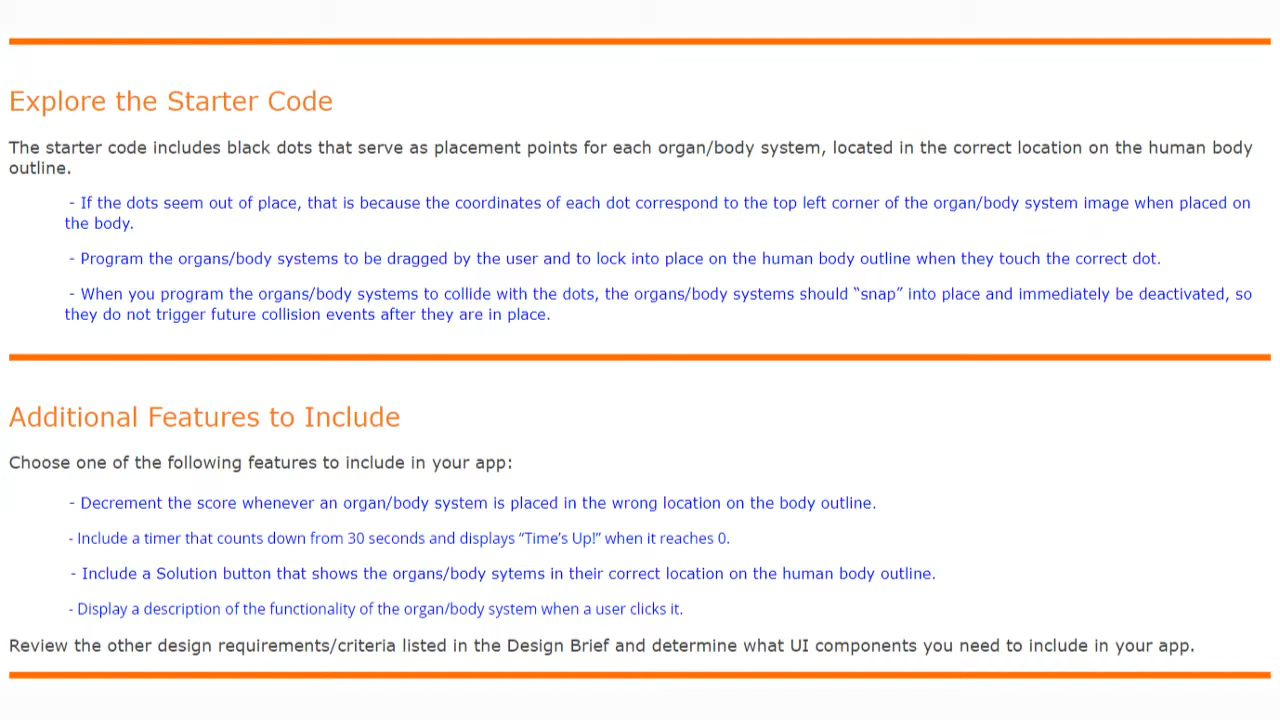 Explore the Starter Code
The starter code includes black dots that serve as placement points for each organ/body system, located in the correct location on the human body
outline.
- If the dots seem out of place, that is because the coordinates of each dot correspond to the top left corner of the organ/body system image when placed on
the body.
- Program the organs/body systems to be dragged by the user and to lock into place on the human body outline when they touch the correct dot.
- When you program the organs/body systems to collide with the dots, the organs/body systems should “snap” into place and immediately be deactivated, so
they do not trigger future collision events after they are in place.
Additional Features to Include
Choose one of the following features to include in your app:
- Decrement the score whenever an organ/body system is placed in the wrong location on the body outline.
- Include a timer that counts down from 30 seconds and displays “Time’s Up!” when it reaches 0.
- Include a Solution button that shows the organs/body sytems in their correct location on the human body outline.
- Display a description of the functionality of the organ/body system when a user clicks it.
Review the other design requirements/criteria listed in the Design Brief and determine what UI components you need to include in your app.